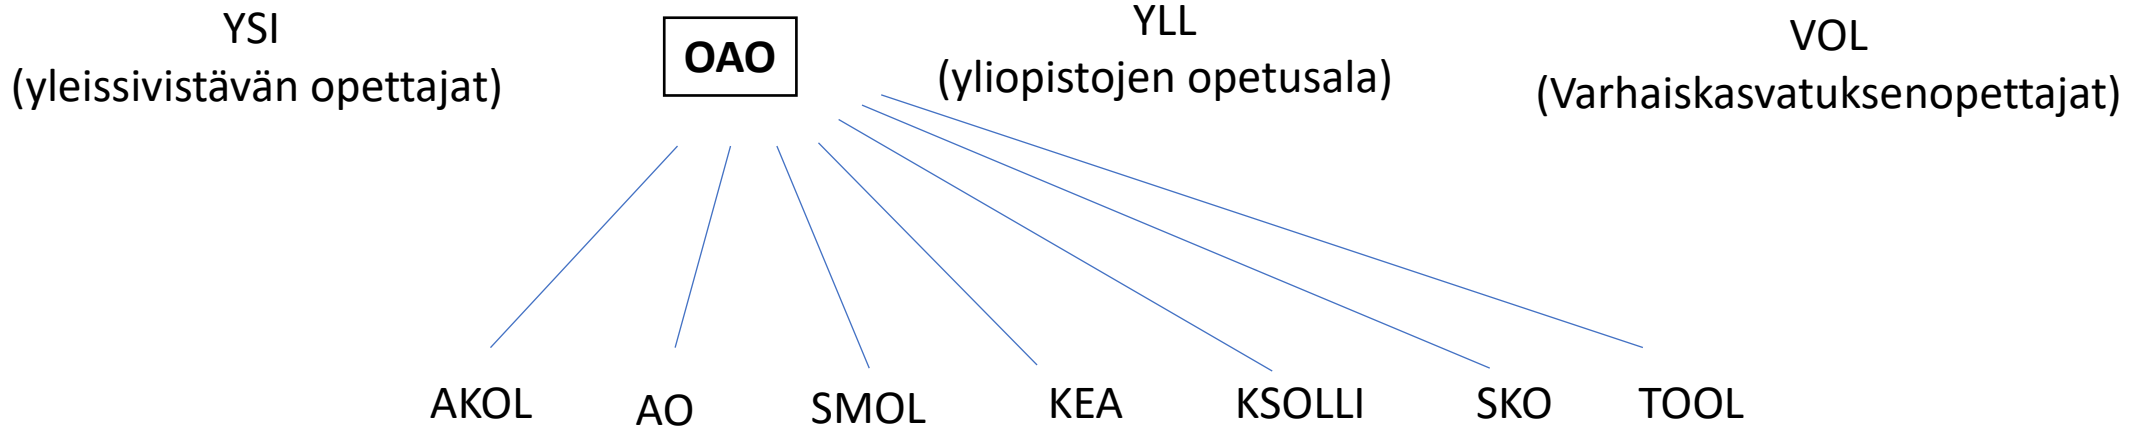 YSI
(yleissivistävän opettajat)
OAO
YLL
(yliopistojen opetusala)
VOL
(Varhaiskasvatuksenopettajat)
AKOL
AO
SMOL
KEA
KSOLLI
SKO
TOOL